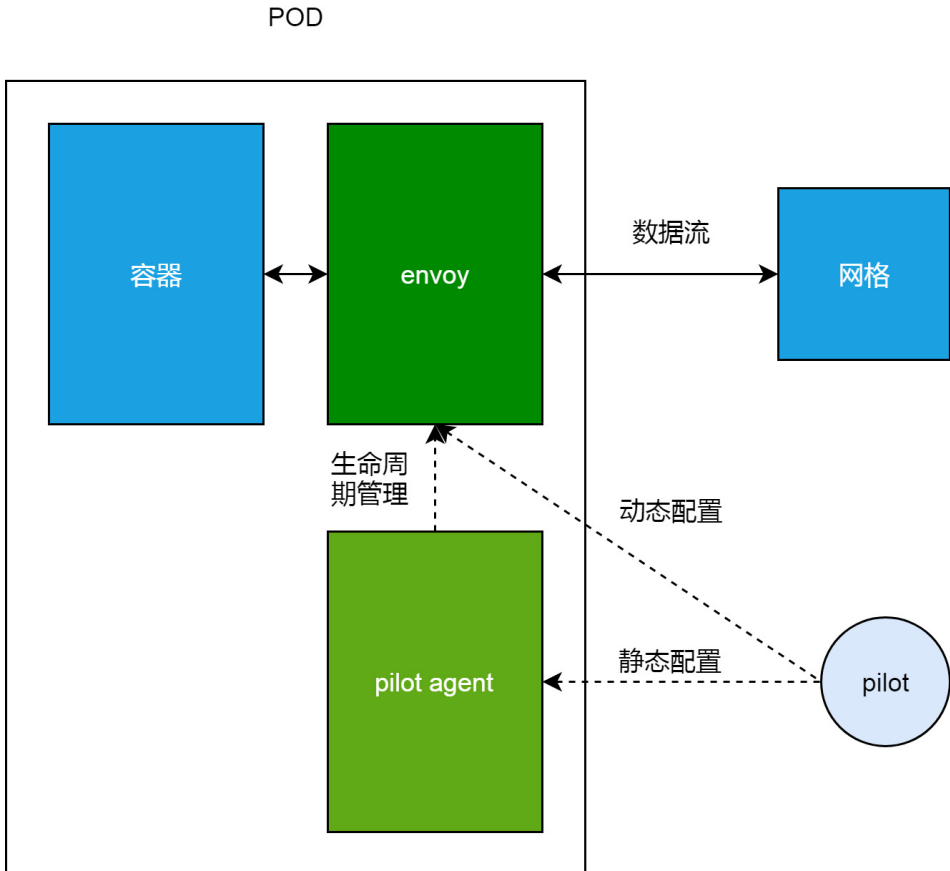 POD
容器
envoy
数据流
网格
生命周
期管理
动态配置
pilot agent
静态配置
pilot